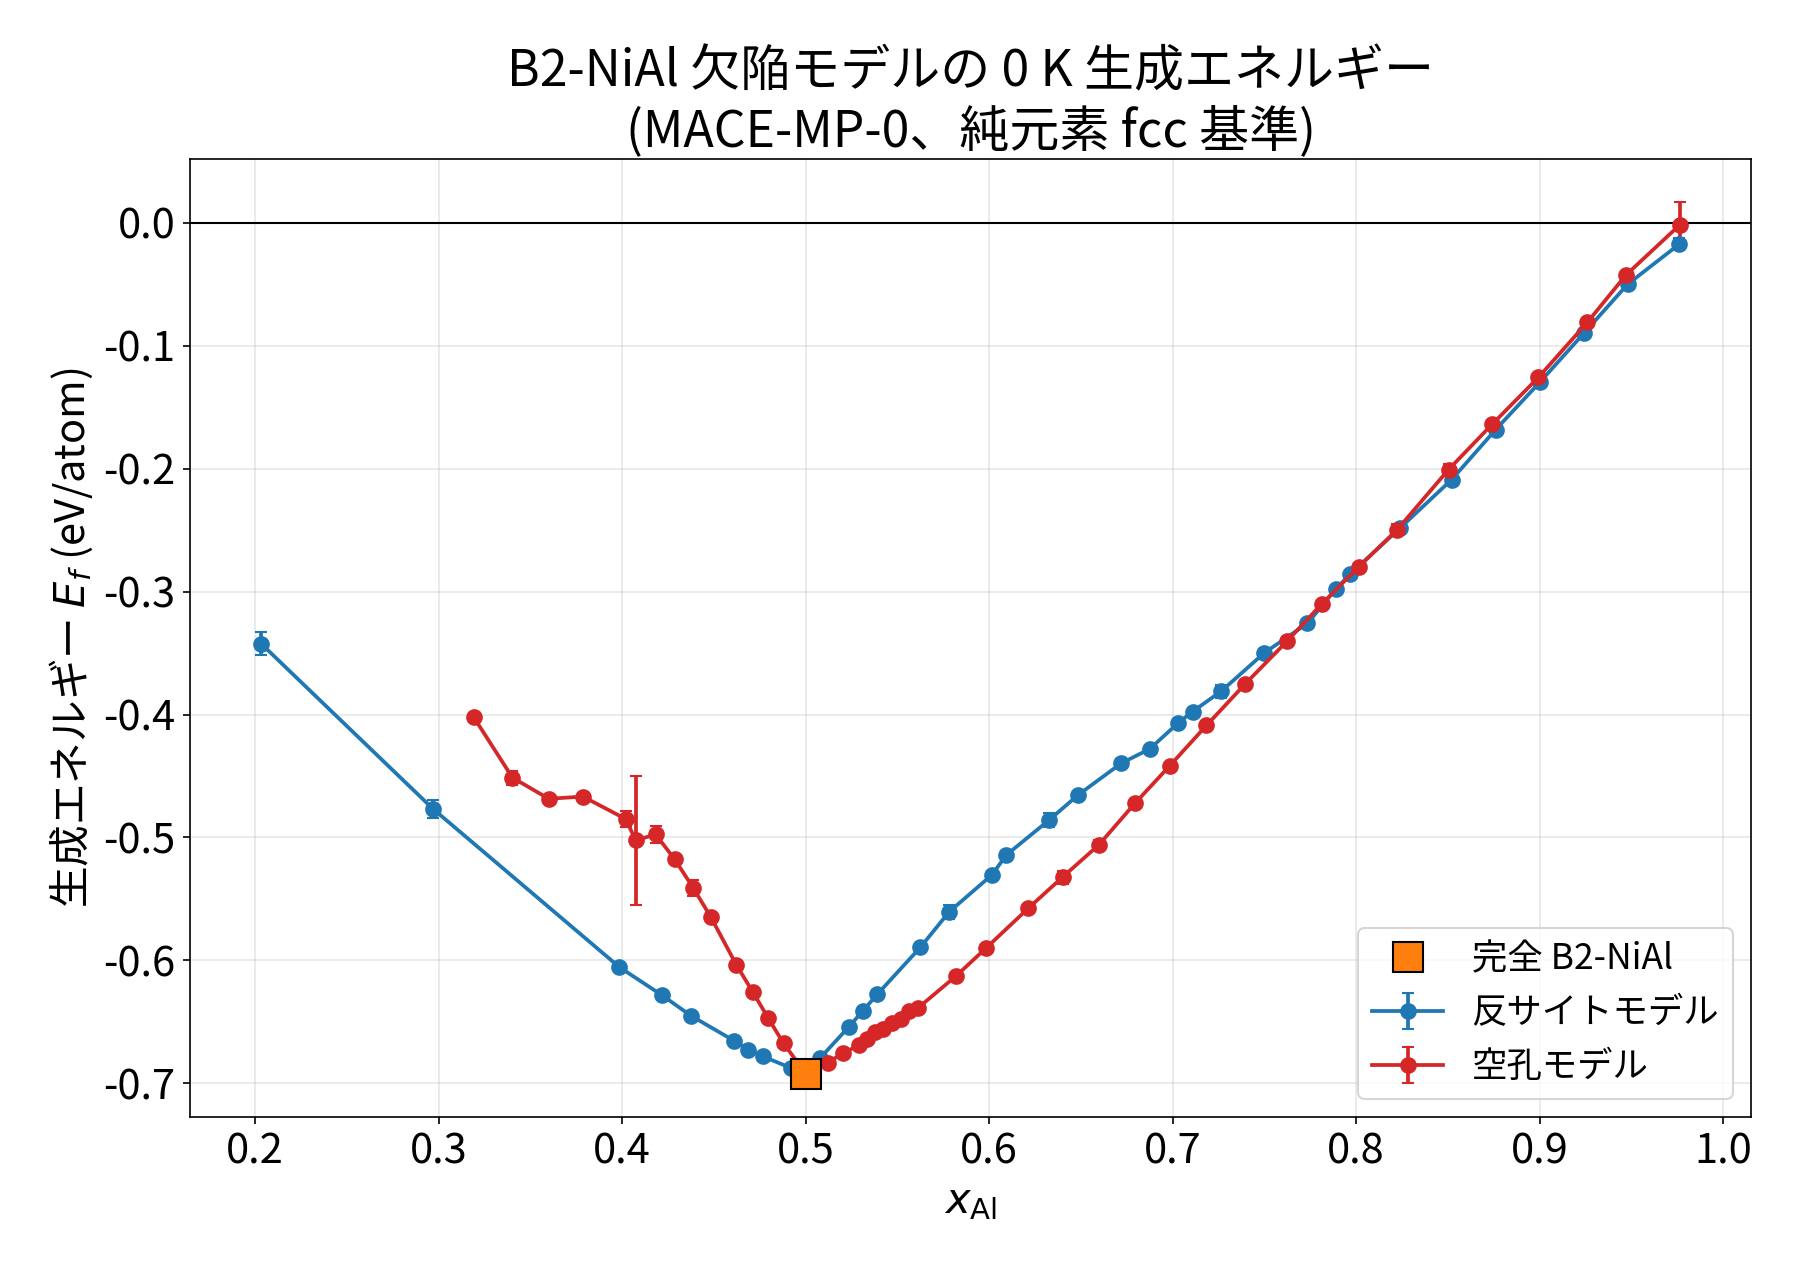 B2-NiAl 欠陥モデルの 0 K 生成エネルギー
(MACE-MP-0、純元素 fcc 基準)
生成エネルギー E_f (eV/atom)
0.0
-0.1
-0.2
-0.3
-0.4
-0.5
-0.6
-0.7
完全 B2-NiAl
反サイトモデル
空孔モデル
0.2 0.3 0.4 0.5 0.6 0.7 0.8 0.9 1.0
x_Al